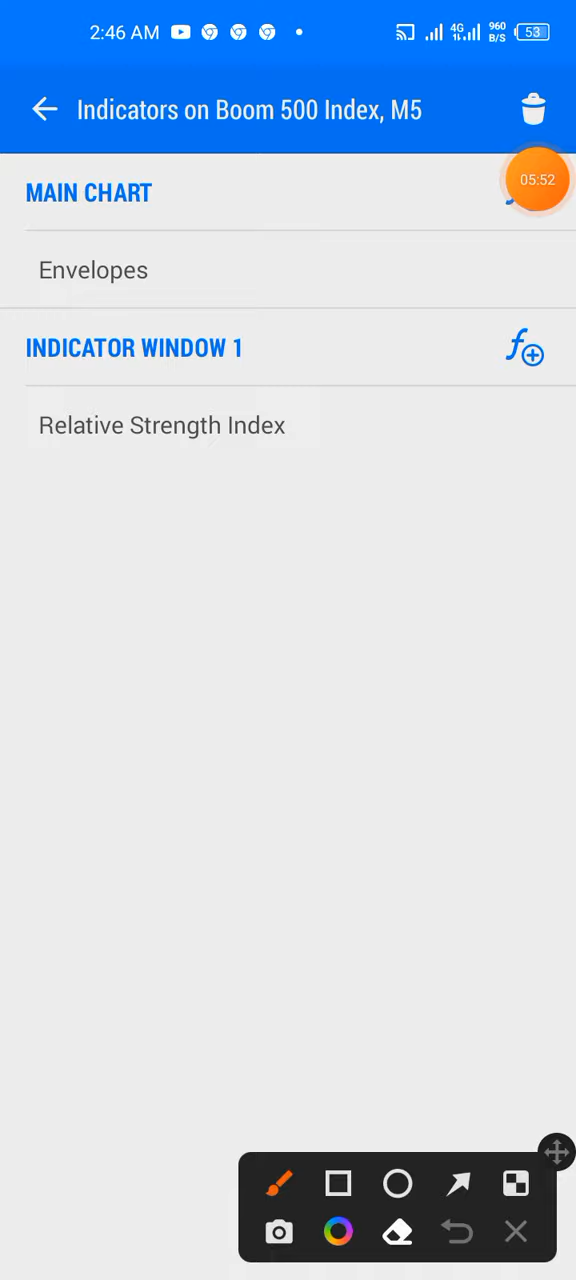 2:46 AM
4G
960
B/S
53
Indicators on Boom 500 Index, M5
05:52
MAIN CHART
Envelopes
INDICATOR WINDOW 1
Relative Strength Index